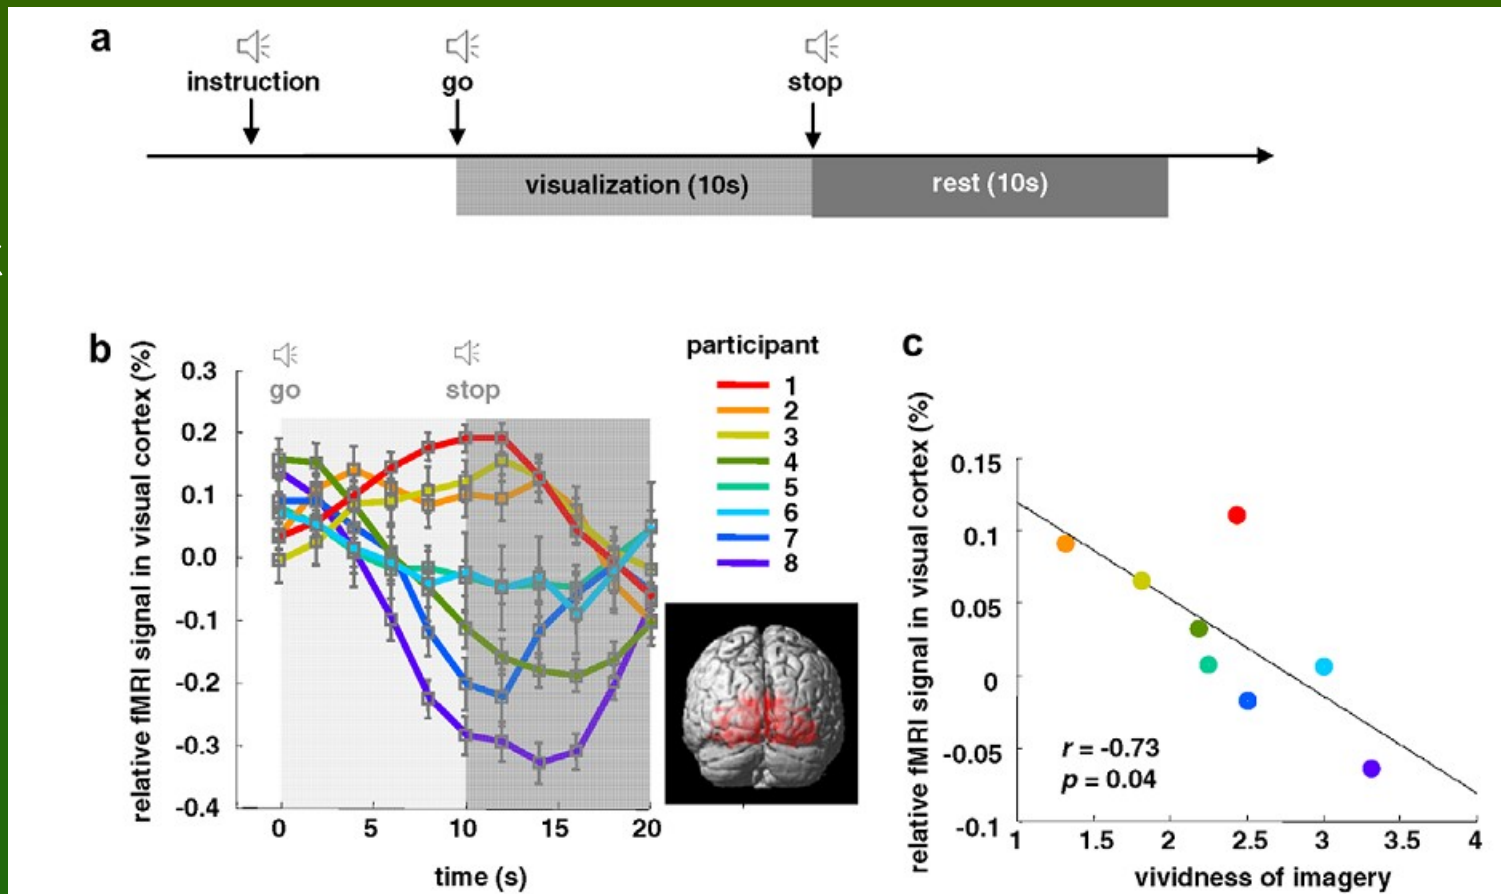 a
instruction
go
stop
visualization (10s)
rest (10s)
b
relative fMRI signal in visual cortex (%)
go
stop
0.3
0.2
0.1
0.0
-0.1
-0.2
-0.3
-0.4
0
5
10
15
20
time (s)
participant
1
2
3
4
5
6
7
8
c
relative fMRI signal in visual cortex (%)
0.15
0.1
0.05
0
-0.05
-0.1
r = -0.73
p = 0.04
1
1.5
2
2.5
3
3.5
4
vividness of imagery